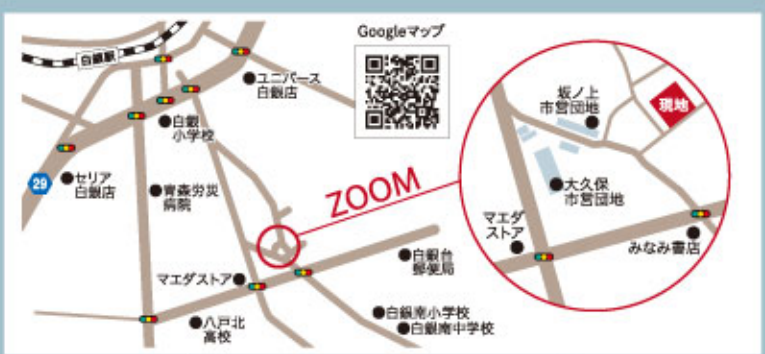 Googleマップ
白銀駅
ユニバース
白銀店
白銀
小学校
29
セリア
白銀店
青森労災
病院
ZOOM
マエダストア
白銀台
郵便局
八戸北
高校
白銀南小学校
白銀南中学校
坂ノ上
市営団地
現地
大久保
市営団地
マエダ
ストア
みなみ書店